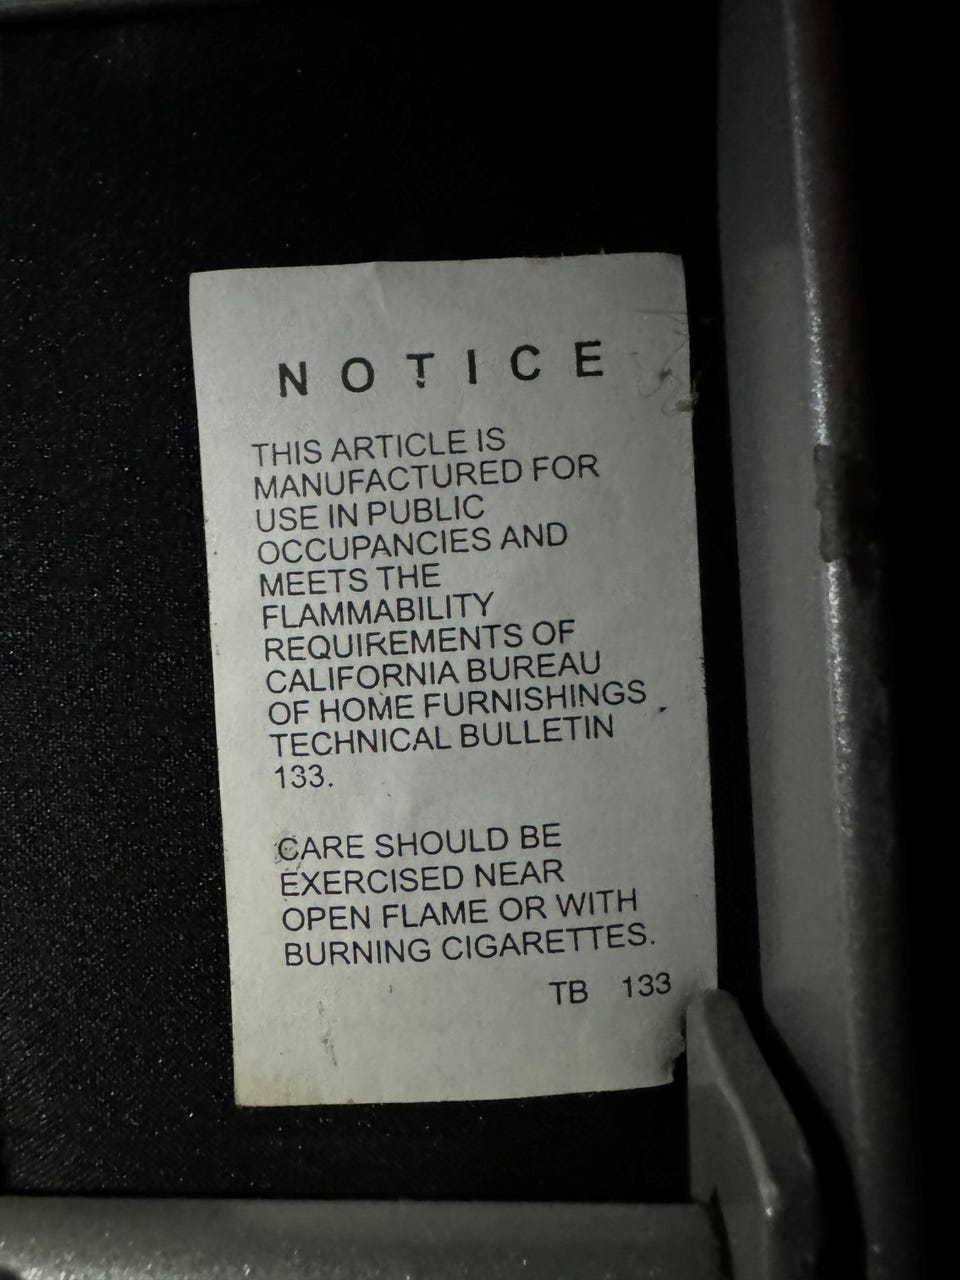 NOTICE
THIS ARTICLE IS
MANUFACTURED FOR
USE IN PUBLIC
OCCUPANCIES AND
MEETS THE
FLAMMABILITY
REQUIREMENTS OF
CALIFORNIA BUREAU
OF HOME FURNISHINGS
TECHNICAL BULLETIN
133.
CARE SHOULD BE
EXERCISED NEAR
OPEN FLAME OR WITH
BURNING CIGARETTES.
TB 133